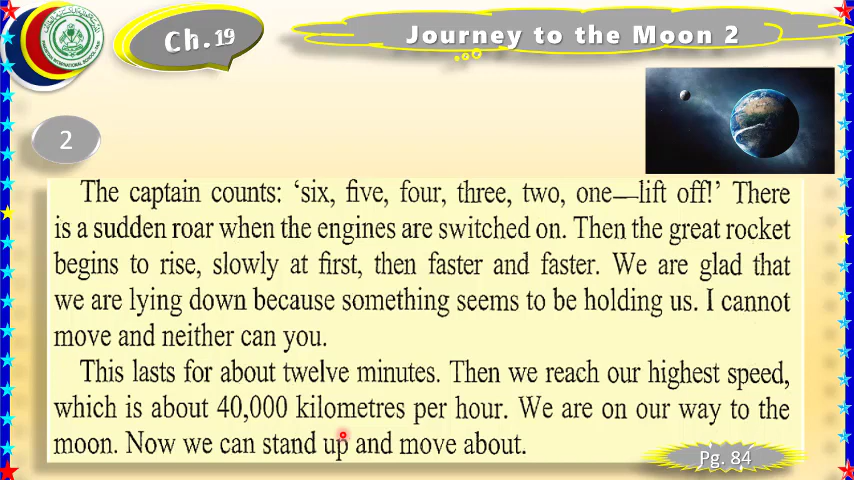 Ch.19
Journey to the Moon 2
2
The captain counts: ‘six, five, four, three, two, one—lift off!’ There
is a sudden roar when the engines are switched on. Then the great rocket
begins to rise, slowly at first, then faster and faster. We are glad that
we are lying down because something seems to be holding us. I cannot
move and neither can you.
This lasts for about twelve minutes. Then we reach our highest speed,
which is about 40,000 kilometres per hour. We are on our way to the
moon. Now we can stand up and move about.
Pg. 84